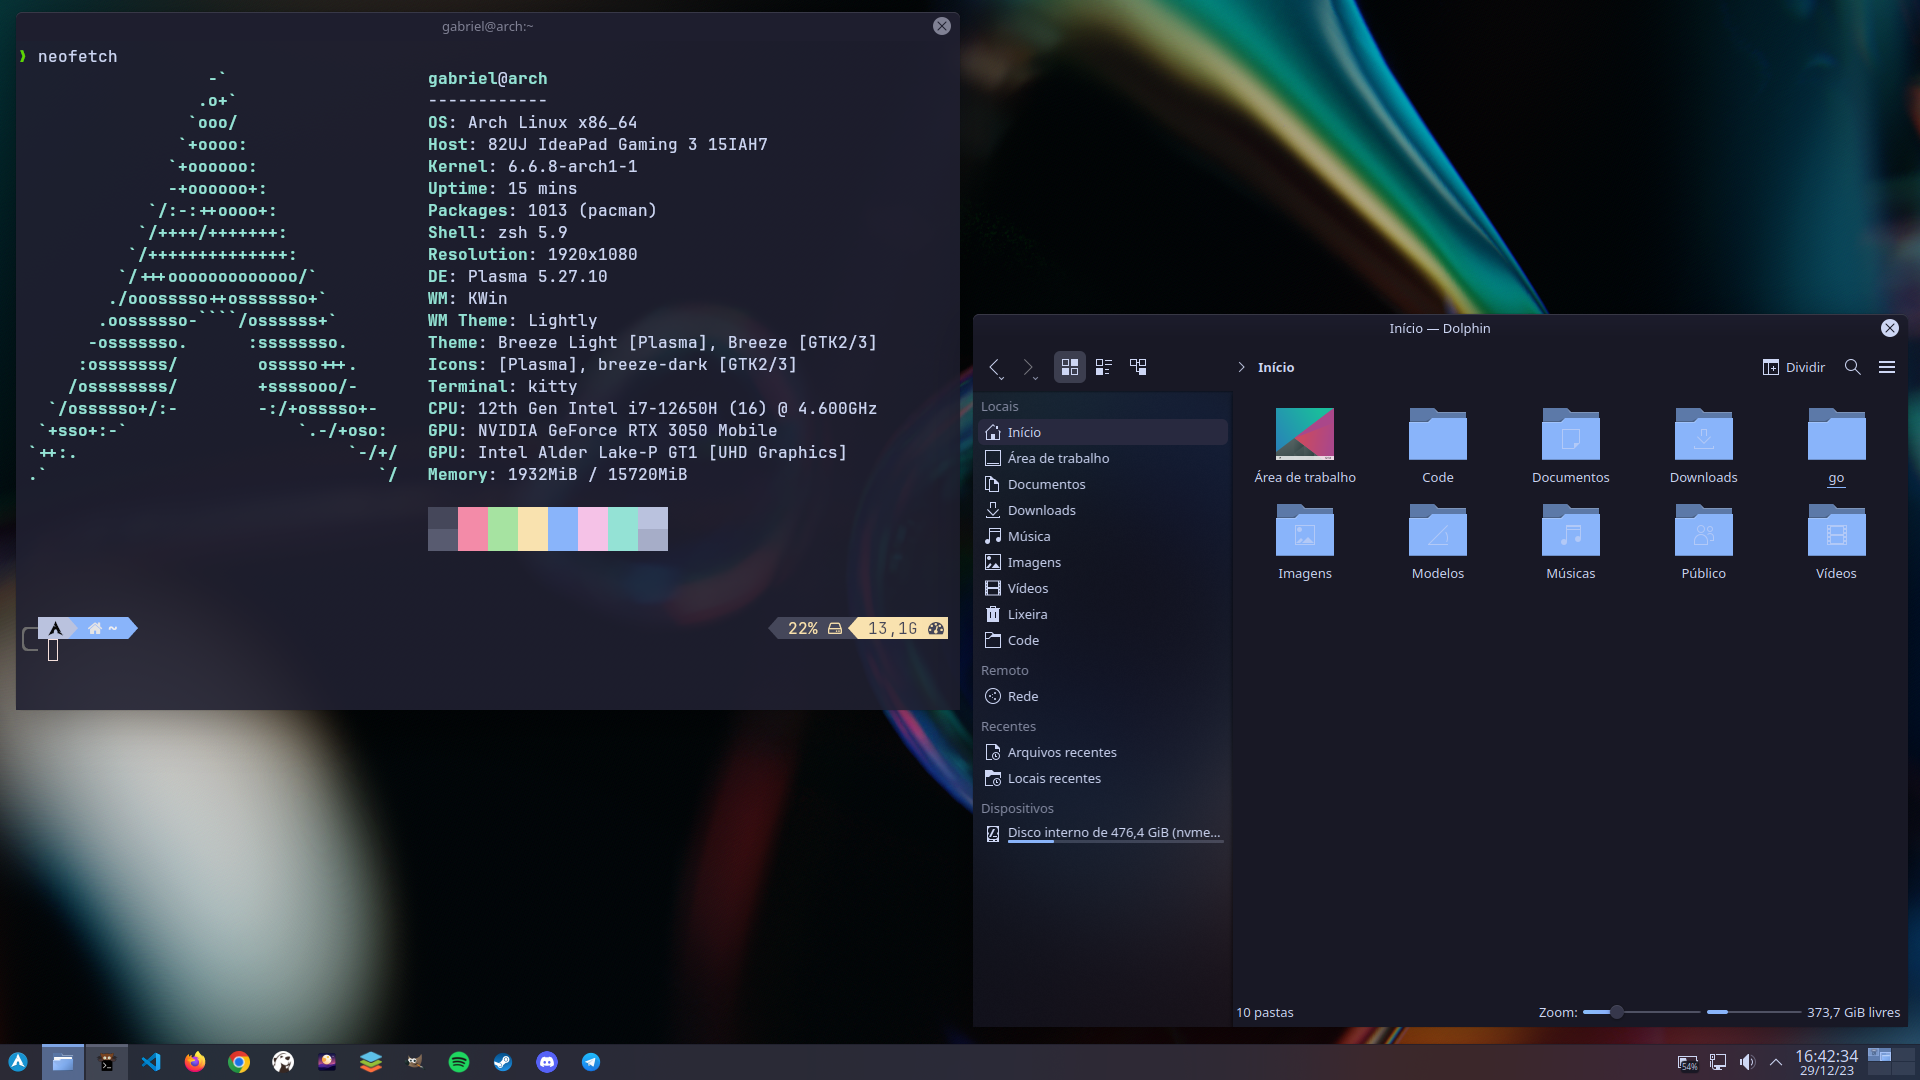 gabriel@arch:~
❱ neofetch
-`
.o+`
`ooo/
`+oooo:
`+oooooo:
-+oooooo+:
`/:-:++oooo+:
`/++++/+++++++:
`/++++++++++++++:
`/+++ooooooooooooo/`
./ooosssso++osssssso+`
.oossssso-````/ossssss+`
-osssssso.      :ssssssso.
:osssssss/        osssso+++.
/ossssssss/        +ssssooo/-
`/ossssso+/:-        -:/+osssso+-
`+sso+:-`                 `.-/+oso:
`++:.                           `-/+/
.`                                 `/
gabriel@arch
------------
OS: Arch Linux x86_64
Host: 82UJ IdeaPad Gaming 3 15IAH7
Kernel: 6.6.8-arch1-1
Uptime: 15 mins
Packages: 1013 (pacman)
Shell: zsh 5.9
Resolution: 1920x1080
DE: Plasma 5.27.10
WM: KWin
WM Theme: Lightly
Theme: Breeze Light [Plasma], Breeze [GTK2/3]
Icons: [Plasma], breeze-dark [GTK2/3]
Terminal: kitty
CPU: 12th Gen Intel i7-12650H (16) @ 4.600GHz
GPU: NVIDIA GeForce RTX 3050 Mobile
GPU: Intel Alder Lake-P GT1 [UHD Graphics]
Memory: 1932MiB / 15720MiB
~
22% 13,1G
Início — Dolphin
Início
Dividir
Locais
Início
Área de trabalho
Documentos
Downloads
Música
Imagens
Vídeos
Lixeira
Code
Remoto
Rede
Recentes
Arquivos recentes
Locais recentes
Dispositivos
Disco interno de 476,4 GiB (nvme...
Área de trabalho Code Documentos Downloads go
Imagens Modelos Músicas Público Vídeos
10 pastas
Zoom: 373,7 GiB livres
54%
16:42:34
29/12/23